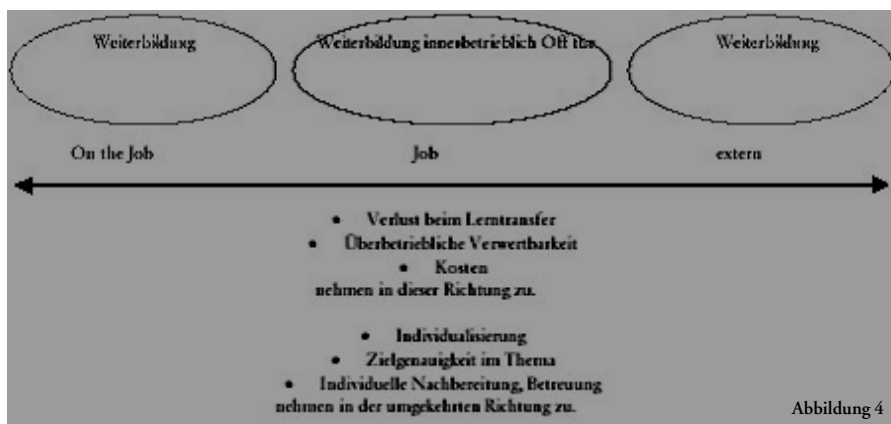 Weiterbildung
Weiterbildung innerbetrieblich Off the
Weiterbildung
On the Job
Job
extern
• Verlust beim Lerntransfer
• Überbetriebliche Verwertbarkeit
• Kosten
nehmen in dieser Richtung zu.
• Individualisierung
• Zielgenauigkeit im Thema
• Individuelle Nachbereitung, Betreuung
nehmen in der umgekehrten Richtung zu.
Abbildung 4